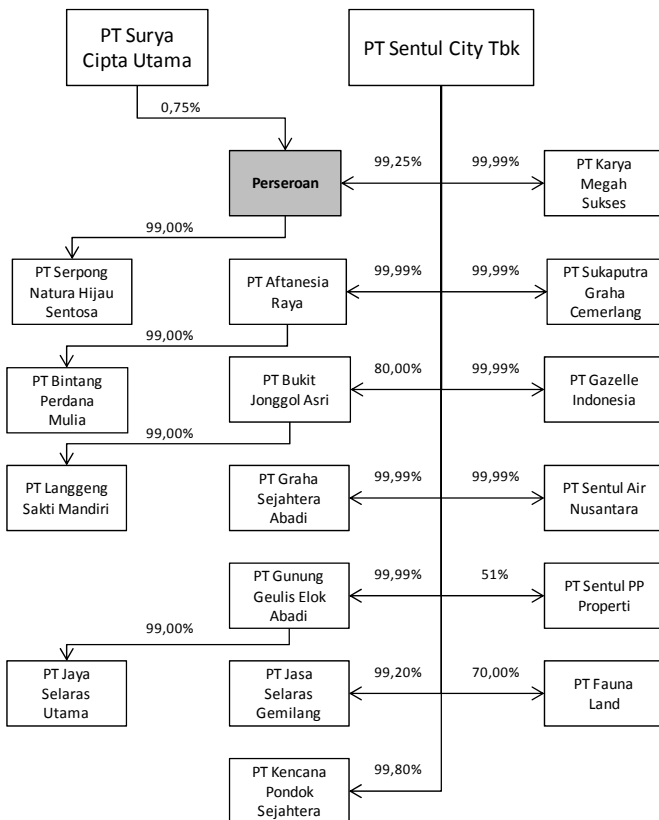 PT Surya
Cipta Utama
PT Sentul City Tbk
0,75%
Perseroan
99,25%
99,99%
PT Karya
Megah
Sukses
99,00%
PT Serpong
Natura Hijau
Sentosa
PT Aftanesia
Raya
99,99%
99,99%
PT Sukaputra
Graha
Cemerlang
99,00%
PT Bintang
Perdana
Mulia
PT Bukit
Jonggol Asri
80,00%
99,99%
PT Gazelle
Indonesia
99,00%
PT Langgeng
Sakti Mandiri
PT Graha
Sejahtera
Abadi
99,99%
99,99%
PT Sentul Air
Nusantara
PT Gunung
Geulis Elok
Abadi
99,99%
51%
PT Sentul PP
Properti
99,00%
PT Jaya
Selaras
Utama
PT Jasa
Selaras
Gemilang
99,20%
70,00%
PT Fauna
Land
PT Kencana
Pondok
Sejahtera
99,80%